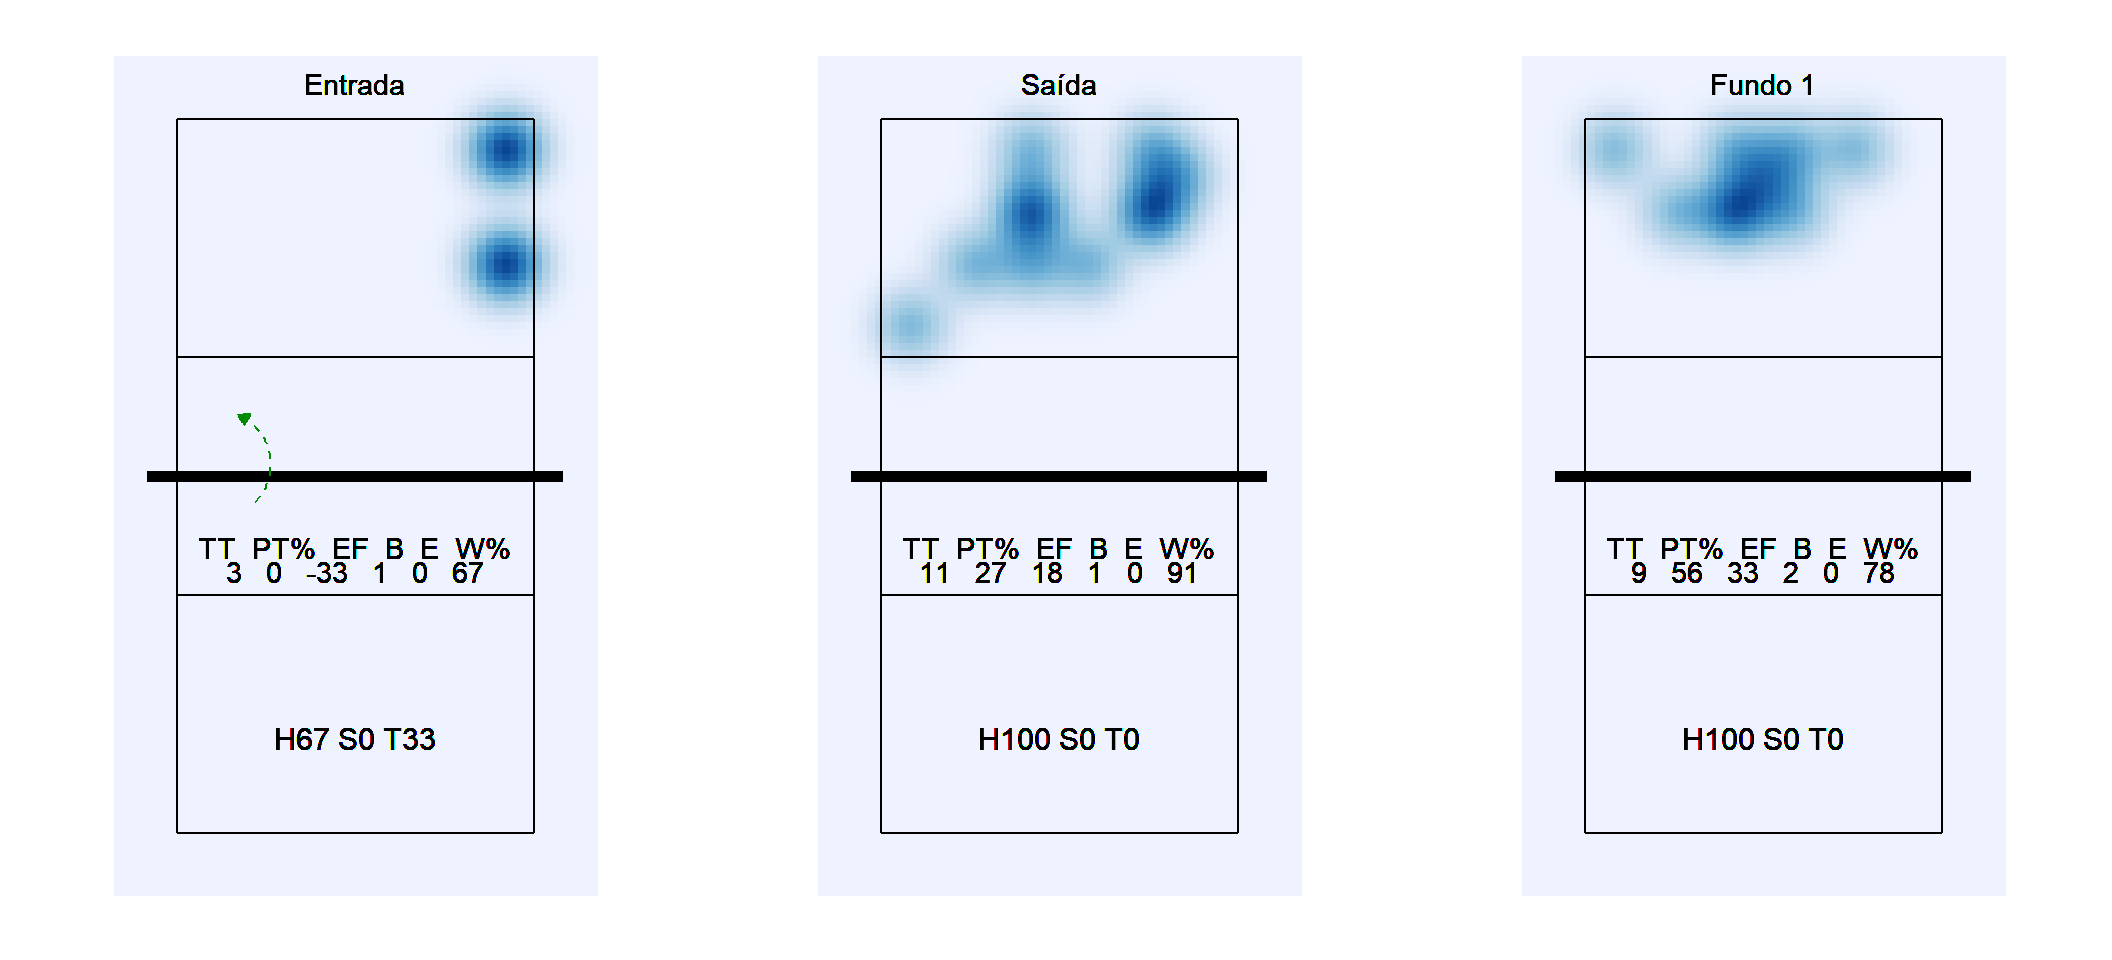 Entrada
TT PT% EF B E W%
3 0 -33 1 0 67
H67 S0 T33
Saída
TT PT% EF B E W%
11 27 18 1 0 91
H100 S0 T0
Fundo 1
TT PT% EF B E W%
9 56 33 2 0 78
H100 S0 T0